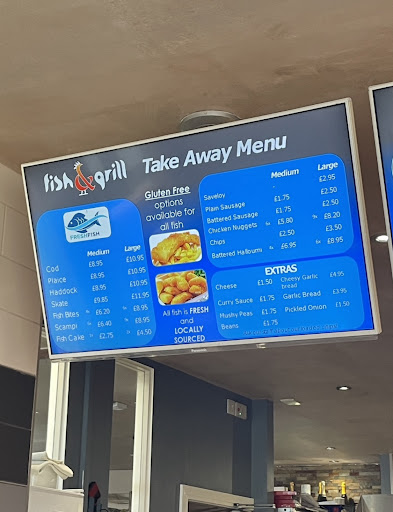 fish & grill
Take Away Menu
FRESH FISH
Medium Large
Cod £8.95 £10.95
Plaice £8.95 £10.95
Haddock £8.95 £10.95
Skate £9.85 £11.95
Fish Bites £6.20 £8.95
Scampi £6.40 £8.95
Fish Cake £2.75 £4.50
Gluten Free
options
available for
all fish
All fish is FRESH
and
LOCALLY
SOURCED
Medium Large
Saveloy £2.95
Plain Sausage £1.75 £2.50
Battered Sausage £1.75 £2.50
Chicken Nuggets £5.80 £8.20
Chips £2.50 £3.50
Battered Halloumi £6.95 £8.95
EXTRAS
Cheese £1.50 Cheesy Garlic bread £4.95
Curry Sauce £1.75 Garlic Bread £3.95
Mushy Peas £1.75 Pickled Onion £1.50
Beans £1.75
Panasonic